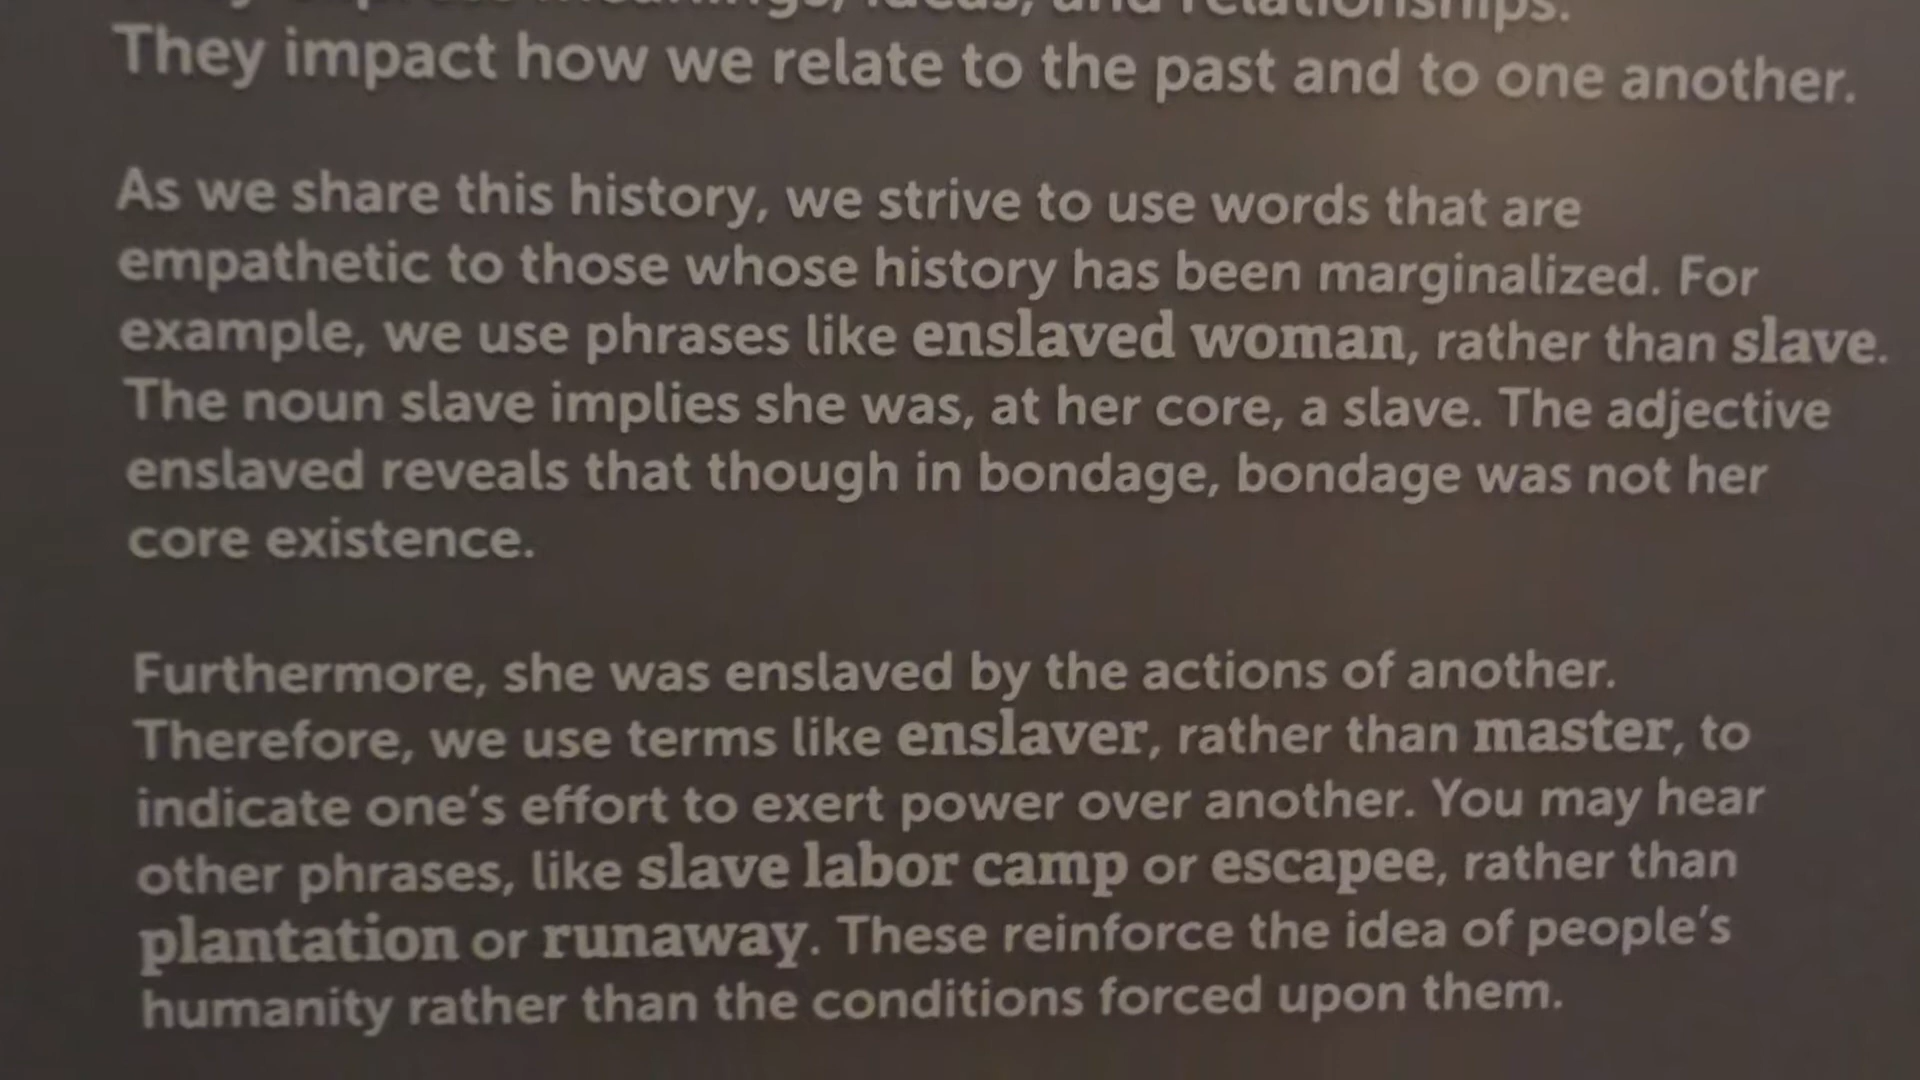 meanings, ideas, and relationships.
They impact how we relate to the past and to one another.
As we share this history, we strive to use words that are
empathetic to those whose history has been marginalized. For
example, we use phrases like enslaved woman, rather than slave.
The noun slave implies she was, at her core, a slave. The adjective
enslaved reveals that though in bondage, bondage was not her
core existence.
Furthermore, she was enslaved by the actions of another.
Therefore, we use terms like enslaver, rather than master, to
indicate one's effort to exert power over another. You may hear
other phrases, like slave labor camp or escapee, rather than
plantation or runaway. These reinforce the idea of people's
humanity rather than the conditions forced upon them.